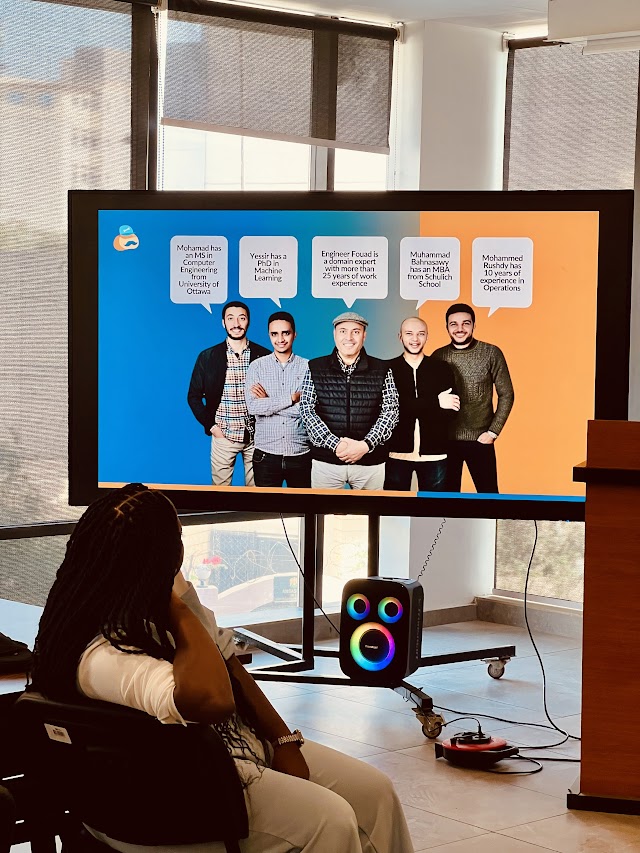 Mohamad has
an MS in
Computer
Engineering
from
University of
Ottawa
Yessir has a
PhD in
Machine
Learning
Engineer Fouad is
a domain expert
with more than
25 years of work
experience
Muhammad
Bahnasawy
has an MBA
from Schulich
School
Mohammed
Rushdy has
10 years of
experience in
Operations